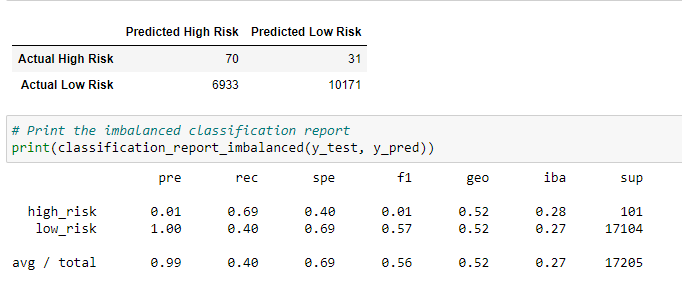 Predicted High Risk Predicted Low Risk
Actual High Risk 70 31
Actual Low Risk 6933 10171
# Print the imbalanced classification report
print(classification_report_imbalanced(y_test, y_pred))
pre rec spe f1 geo iba sup
high_risk 0.01 0.69 0.40 0.01 0.52 0.28 101
low_risk 1.00 0.40 0.69 0.57 0.52 0.27 17104
avg / total 0.99 0.40 0.69 0.56 0.52 0.27 17205